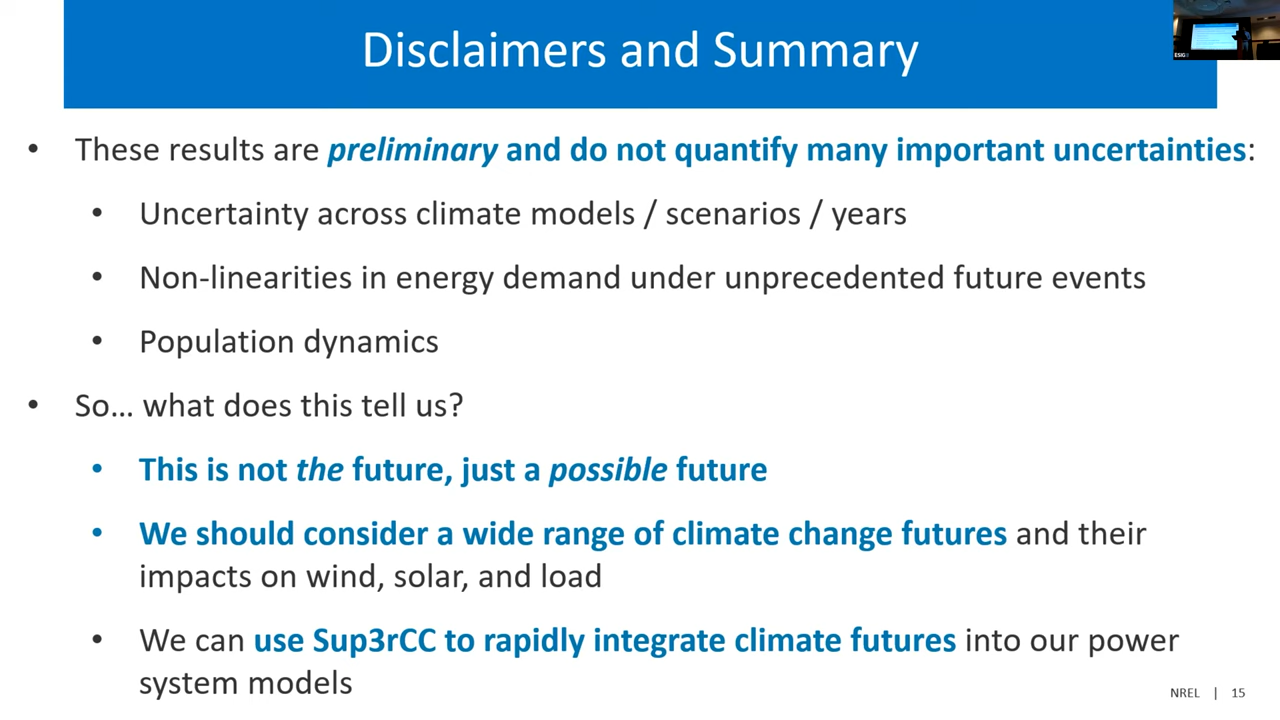 Disclaimers and Summary
ESIG
• These results are preliminary and do not quantify many important uncertainties:
• Uncertainty across climate models / scenarios / years
• Non-linearities in energy demand under unprecedented future events
• Population dynamics
• So... what does this tell us?
• This is not the future, just a possible future
• We should consider a wide range of climate change futures and their
impacts on wind, solar, and load
• We can use Sup3rCC to rapidly integrate climate futures into our power
system models
NREL | 15